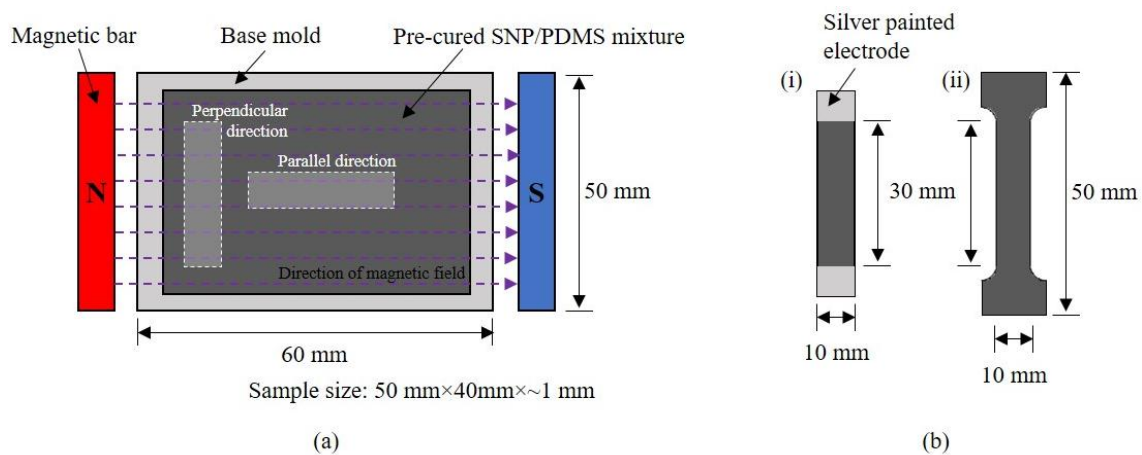 Magnetic bar
Base mold
Pre-cured SNP/PDMS mixture
Perpendicular
direction
Parallel direction
N
S
Direction of magnetic field
50 mm
60 mm
Sample size: 50 mm×40mm×~1 mm
(a)
Silver painted
electrode
(i)
(ii)
30 mm
50 mm
10 mm
10 mm
(b)